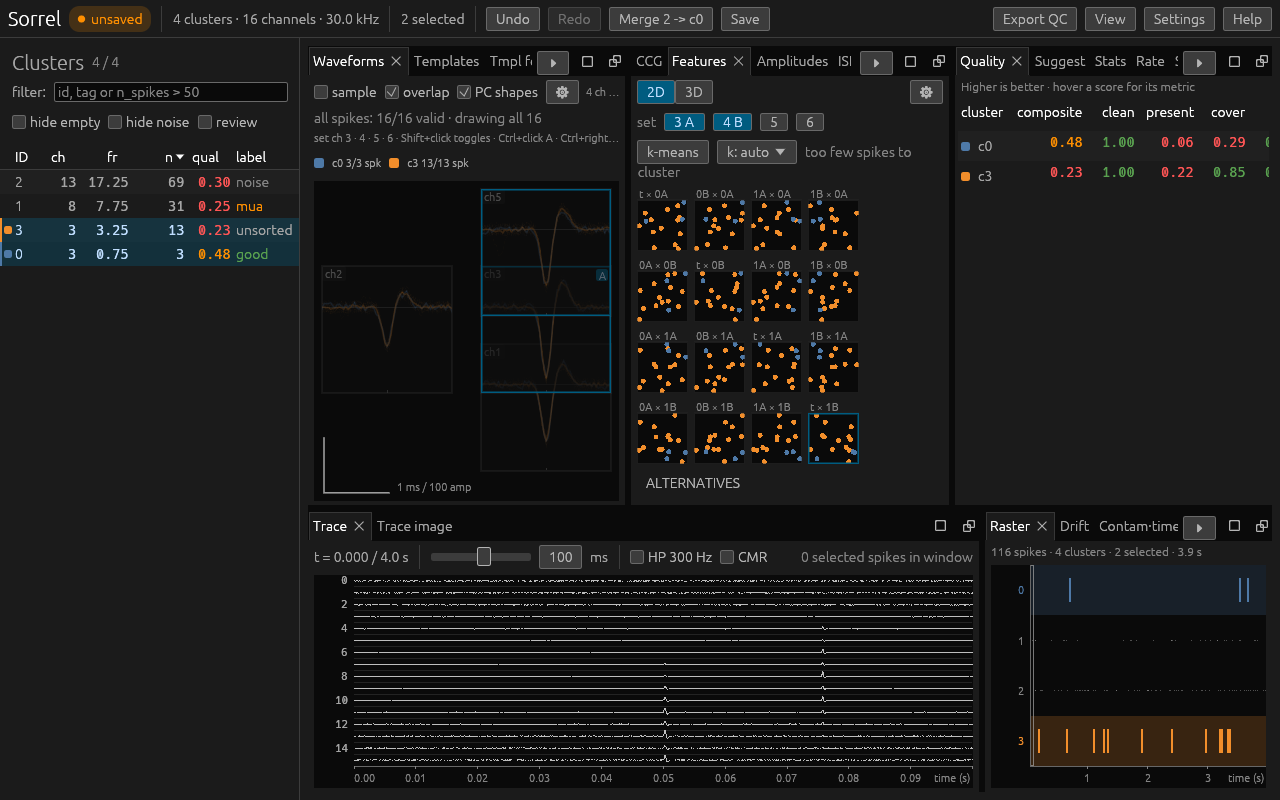 Sorrel unsaved 4 clusters · 16 channels · 30.0 kHz 2 selected Undo Redo Merge 2 -> c0 Save Export QC View Settings Help
Clusters 4 / 4
filter: id, tag or n_spikes > 50
hide empty hide noise review
ID ch fr n qual label
2 13 17.25 69 0.30 noise
1 8 7.75 31 0.25 mua
3 3 3.25 13 0.23 unsorted
0 3 0.75 3 0.48 good
Waveforms Templates Tmpl
sample overlap PC shapes 4 ch ...
all spikes: 16/16 valid · drawing all 16
set ch 3 · 4 · 5 · 6 · Shift+click toggles · Ctrl+click A · Ctrl+right...
c0 3/3 spk c3 13/13 spk
ch5
ch3 A
ch2
ch1
1 ms / 100 amp
CCG Features Amplitudes ISI
2D 3D
set 3 A 4 B 5 6
k-means k: auto too few spikes to
cluster
t × 0A 0B × 0A 1A × 0A 1B × 0A
0A × 0B t × 0B 1A × 0B 1B × 0B
0A × 1A 0B × 1A t × 1A 1B × 1A
0A × 1B 0B × 1B 1A × 1B t × 1B
ALTERNATIVES
Quality Suggest Stats Rate
Higher is better · hover a score for its metric
cluster composite clean present cover
c0 0.48 1.00 0.06 0.29
c3 0.23 1.00 0.22 0.85
Trace Trace image
t = 0.000 / 4.0 s 100 ms HP 300 Hz CMR 0 selected spikes in window
0
2
4
6
8
10
12
14
0.00 0.01 0.02 0.03 0.04 0.05 0.06 0.07 0.08 0.09 time (s)
Raster Drift Contam·time
116 spikes · 4 clusters · 2 selected · 3.9 s
0
1
2
3
1 2 3 time (s)